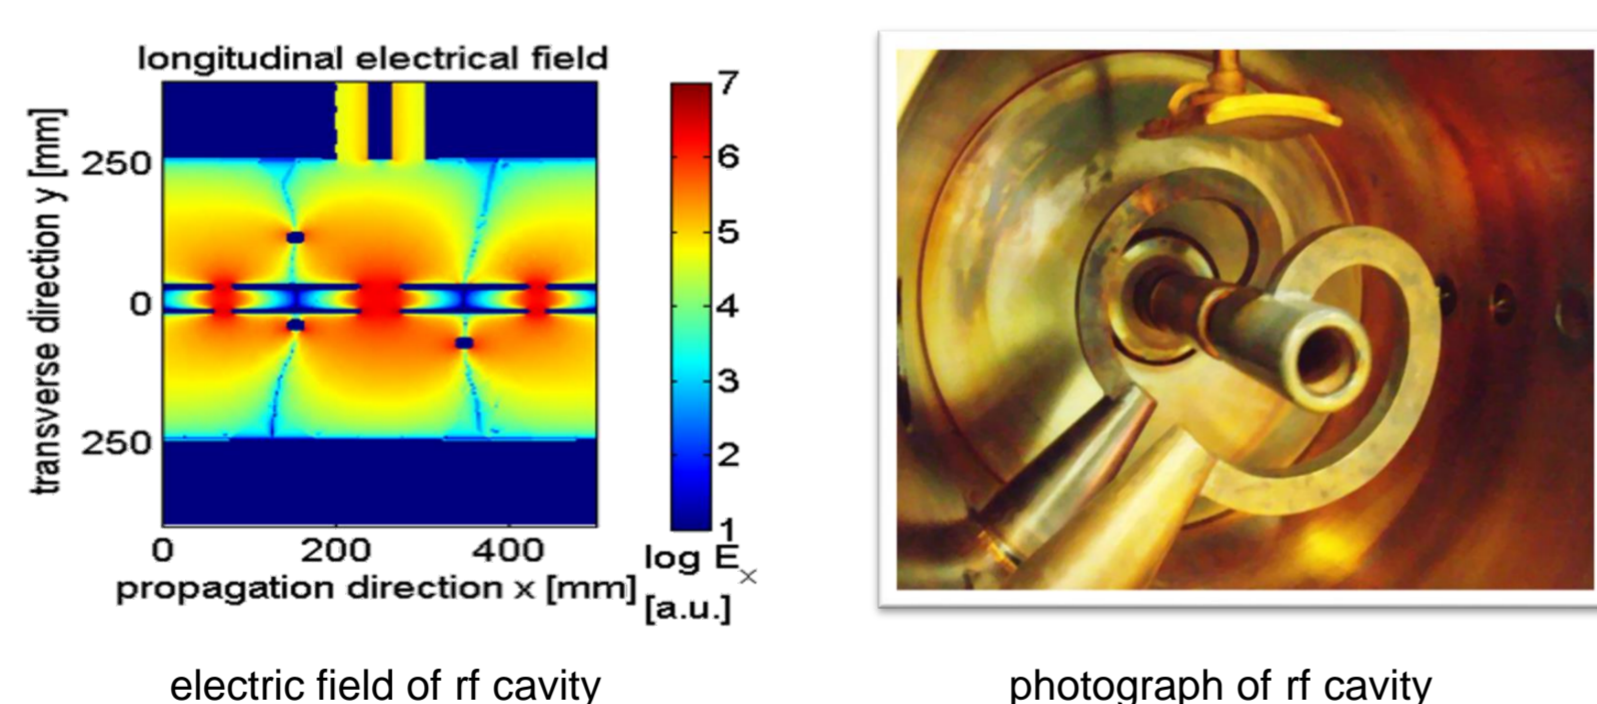 longitudinal electrical field
transverse direction y [mm]
250
0
250
0
200
400
propagation direction x [mm]
7
6
5
4
3
2
1
log Ex
[a.u.]
electric field of rf cavity
photograph of rf cavity